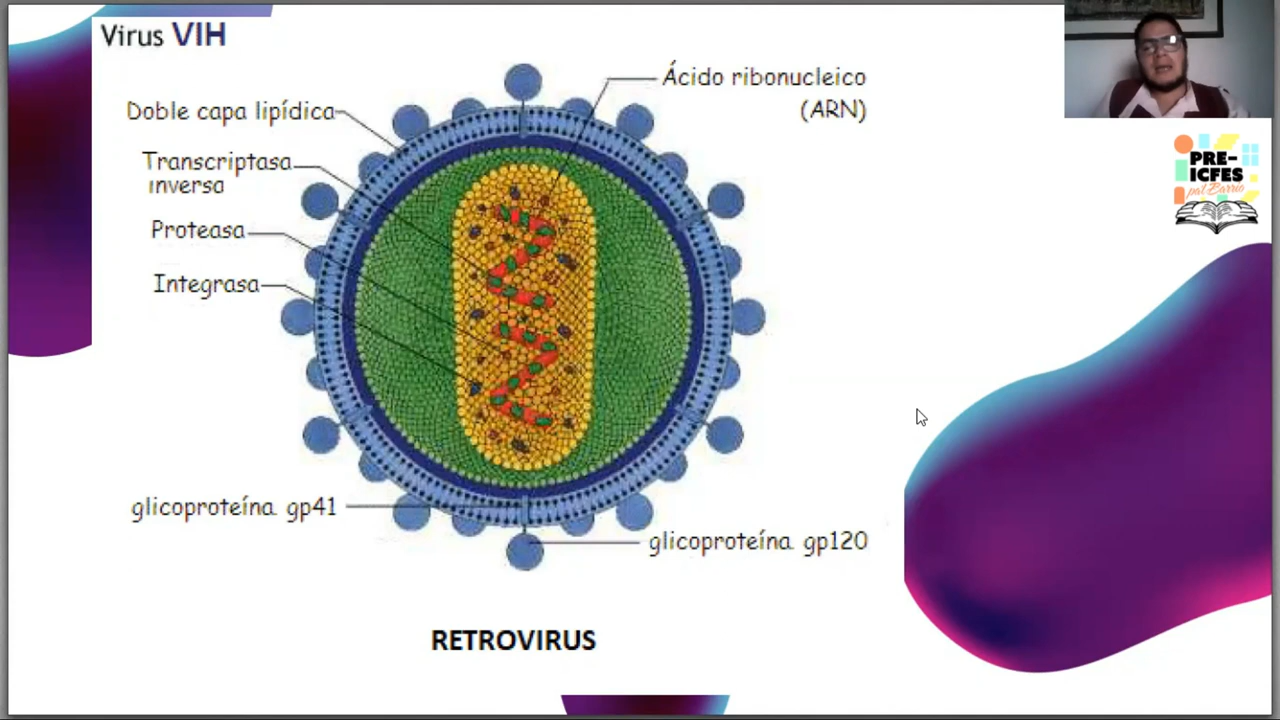 Virus VIH
Ácido ribonucleico
(ARN)
Doble capa lipídica
Transcriptasa
inversa
Proteasa
Integrasa
glicoproteína gp41
glicoproteína gp120
RETROVIRUS
PRE-
ICFES
pal Barrio